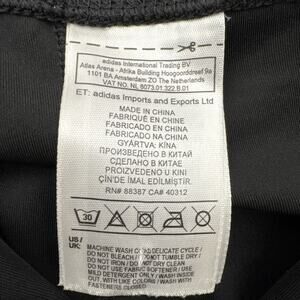 adidas International Trading BV
Atlas Arena - Afrika Building Hoogoorddreef 9a
1101 BA Amsterdam ZO The Netherlands
VAT NO. NL 8073.01.322.B.01
ET: adidas Imports and Exports Ltd
MADE IN CHINA
FABRIQUÉ EN CHINE
FABRICADO EN CHINA
FABRICADO NA CHINA
GYÁRTVA: KÍNA
ПРОИЗВЕДЕНО В КИТАЙ
СДЕЛАНО В КИТАЕ
PROIZVEDENO U KINI
ÇİN'DE İMAL EDİLMİŞTİR.
RN# 88387 CA# 40312
30
US /
UK: MACHINE WASH COLD DELICATE CYCLE /
DO NOT BLEACH / DO NOT TUMBLE DRY /
DO NOT IRON / DO NOT DRY CLEAN
DO NOT USE FABRIC SOFTENER / USE
MILD DETERGENT ONLY / WASH INSIDE
OUT WITH LIKE COLORS / WASH WITH
FASTENERS CLOSED